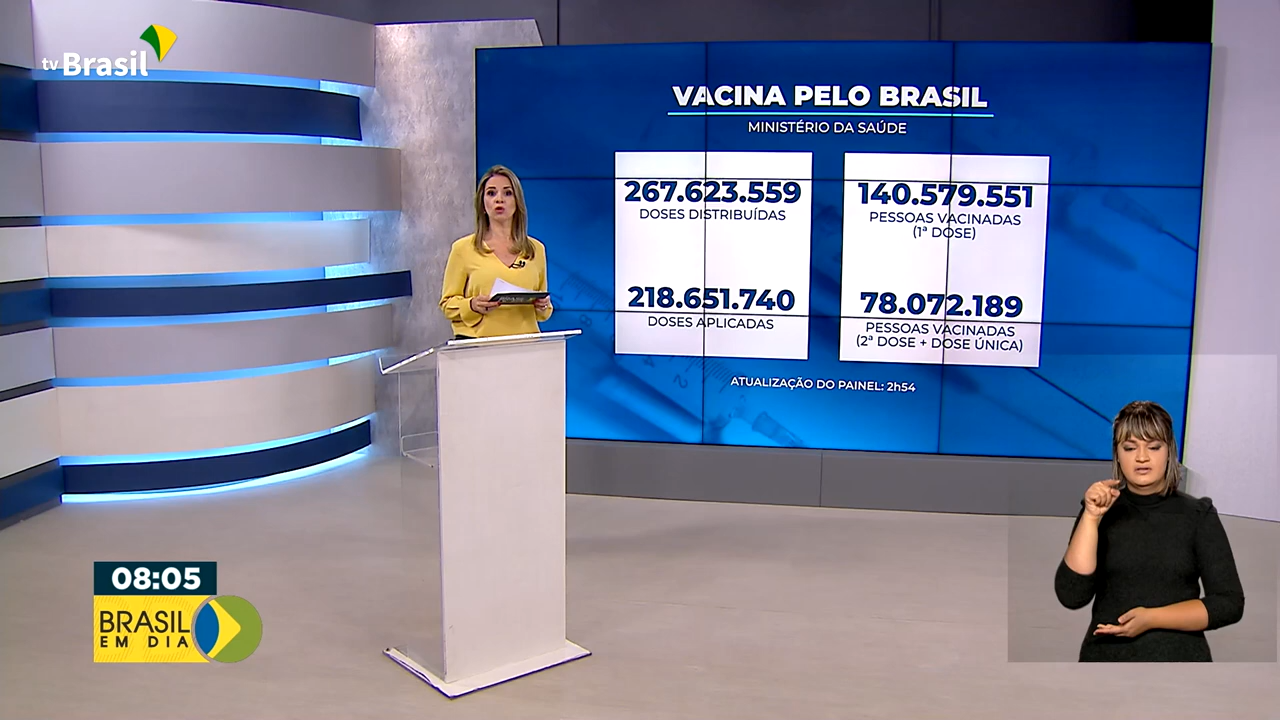 tv Brasil
VACINA PELO BRASIL
MINISTÉRIO DA SAÚDE
267.623.559
DOSES DISTRIBUÍDAS
218.651.740
DOSES APLICADAS
140.579.551
PESSOAS VACINADAS
(1ª DOSE)
78.072.189
PESSOAS VACINADAS
(2ª DOSE + DOSE ÚNICA)
ATUALIZAÇÃO DO PAINEL: 2h54
08:05
BRASIL
EM DIA